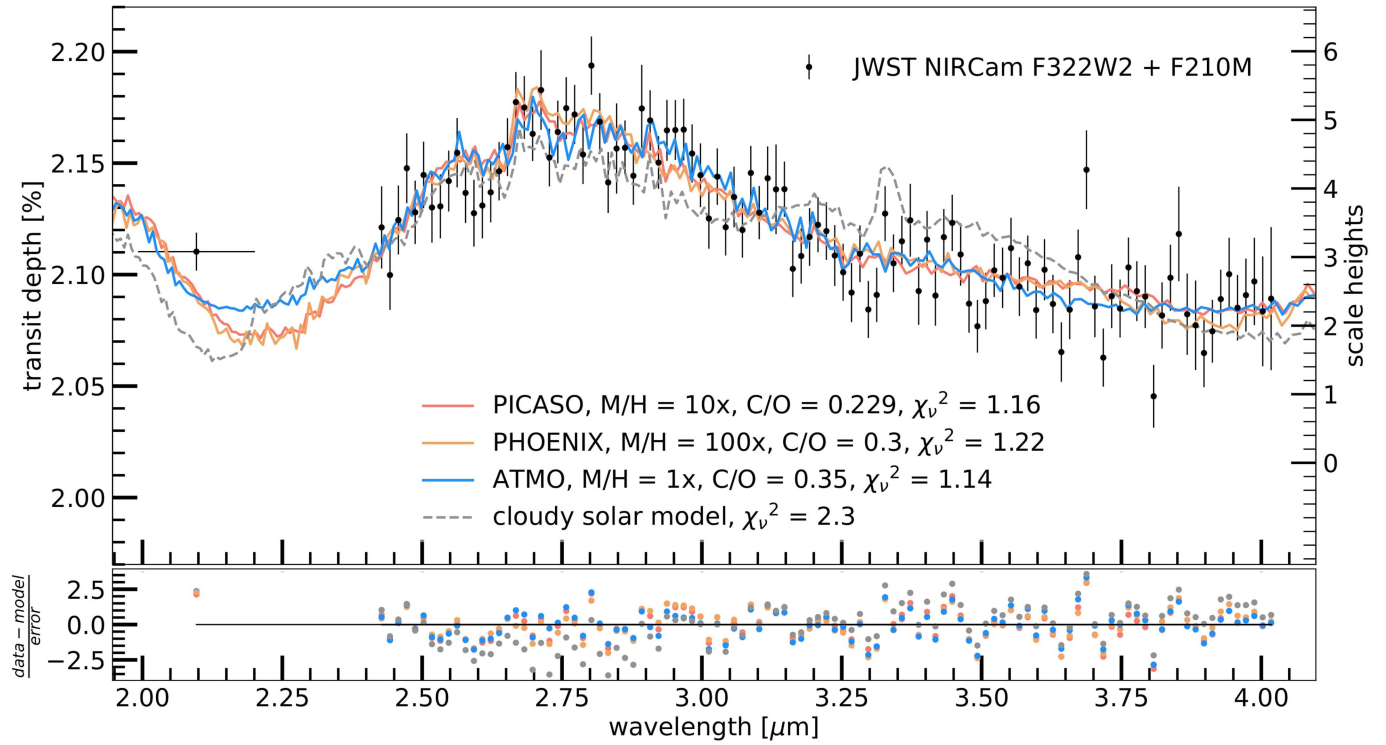 JWST NIRCam F322W2 + F210M
transit depth [%]
2.20
2.15
2.10
2.05
2.00
scale heights
6
5
4
3
2
1
0
PICASO, M/H = 10x, C/O = 0.229, χᵥ² = 1.16
PHOENIX, M/H = 100x, C/O = 0.3, χᵥ² = 1.22
ATMO, M/H = 1x, C/O = 0.35, χᵥ² = 1.14
cloudy solar model, χᵥ² = 2.3
data − model
error
2.5
0.0
−2.5
2.00 2.25 2.50 2.75 3.00 3.25 3.50 3.75 4.00
wavelength [μm]